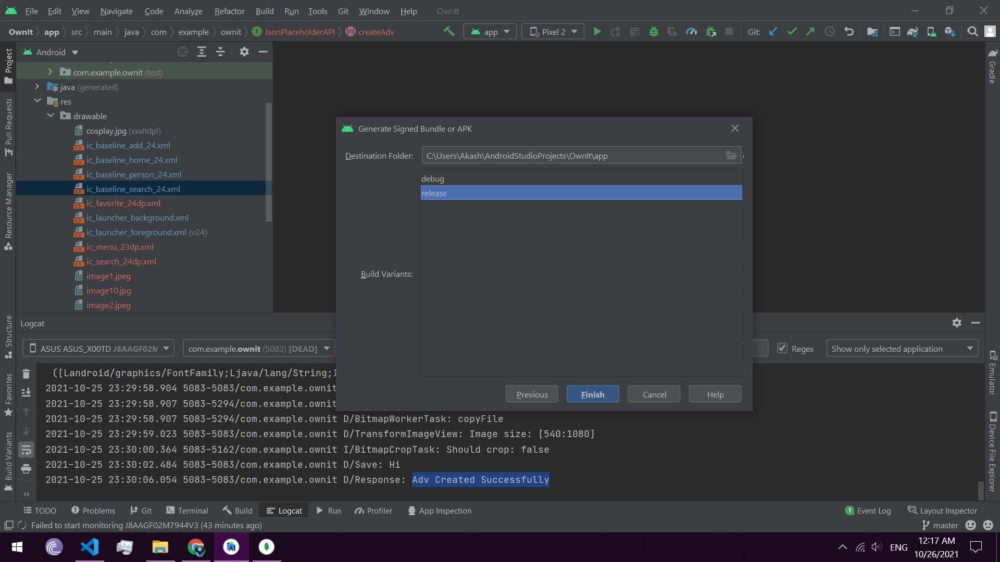 File Edit View Navigate Code Analyze Refactor Build Run Tools Git Window Help OwnIt
OwnIt app src main java com example ownit I JsonPlaceholderAPI m createAdv app Pixel 2 Git:
Project
Pull Requests
Resource Manager
Structure
Favorites
Build Variants
Android
com.example.ownit (test)
java (generated)
res
drawable
cosplay.jpg (xxxhdpi)
ic_baseline_add_24.xml
ic_baseline_home_24.xml
ic_baseline_person_24.xml
ic_baseline_search_24.xml
ic_favorite_24dp.xml
ic_launcher_background.xml
ic_launcher_foreground.xml (v24)
ic_menu_23dp.xml
ic_search_24dp.xml
image1.jpeg
image10.jpg
image2.jpeg
Generate Signed Bundle or APK
Destination Folder: C:\Users\Akash\AndroidStudioProjects\OwnIt\app
debug
release
Build Variants:
Previous Finish Cancel Help
Gradle
Emulator
Device File Explorer
Logcat
ASUS ASUS_X00TD J8AAGF02M com.example.ownit (5083) [DEAD] Regex Show only selected application
([Landroid/graphics/FontFamily;Ljava/lang/String;I
2021-10-25 23:29:58.904 5083-5083/com.example.ownit
2021-10-25 23:29:58.907 5083-5294/com.example.ownit
2021-10-25 23:29:58.907 5083-5294/com.example.ownit D/BitmapWorkerTask: copyFile
2021-10-25 23:29:59.023 5083-5083/com.example.ownit D/TransformImageView: Image size: [540:1080]
2021-10-25 23:30:00.364 5083-5162/com.example.ownit I/BitmapCropTask: Should crop: false
2021-10-25 23:30:02.484 5083-5083/com.example.ownit D/Save: Hi
2021-10-25 23:30:06.054 5083-5083/com.example.ownit D/Response: Adv Created Successfully
TODO Problems Git Terminal Build Logcat Run Profiler App Inspection 1 Event Log Layout Inspector
Failed to start monitoring J8AAGF02M7944V3 (43 minutes ago) master
ENG 12:17 AM
10/26/2021